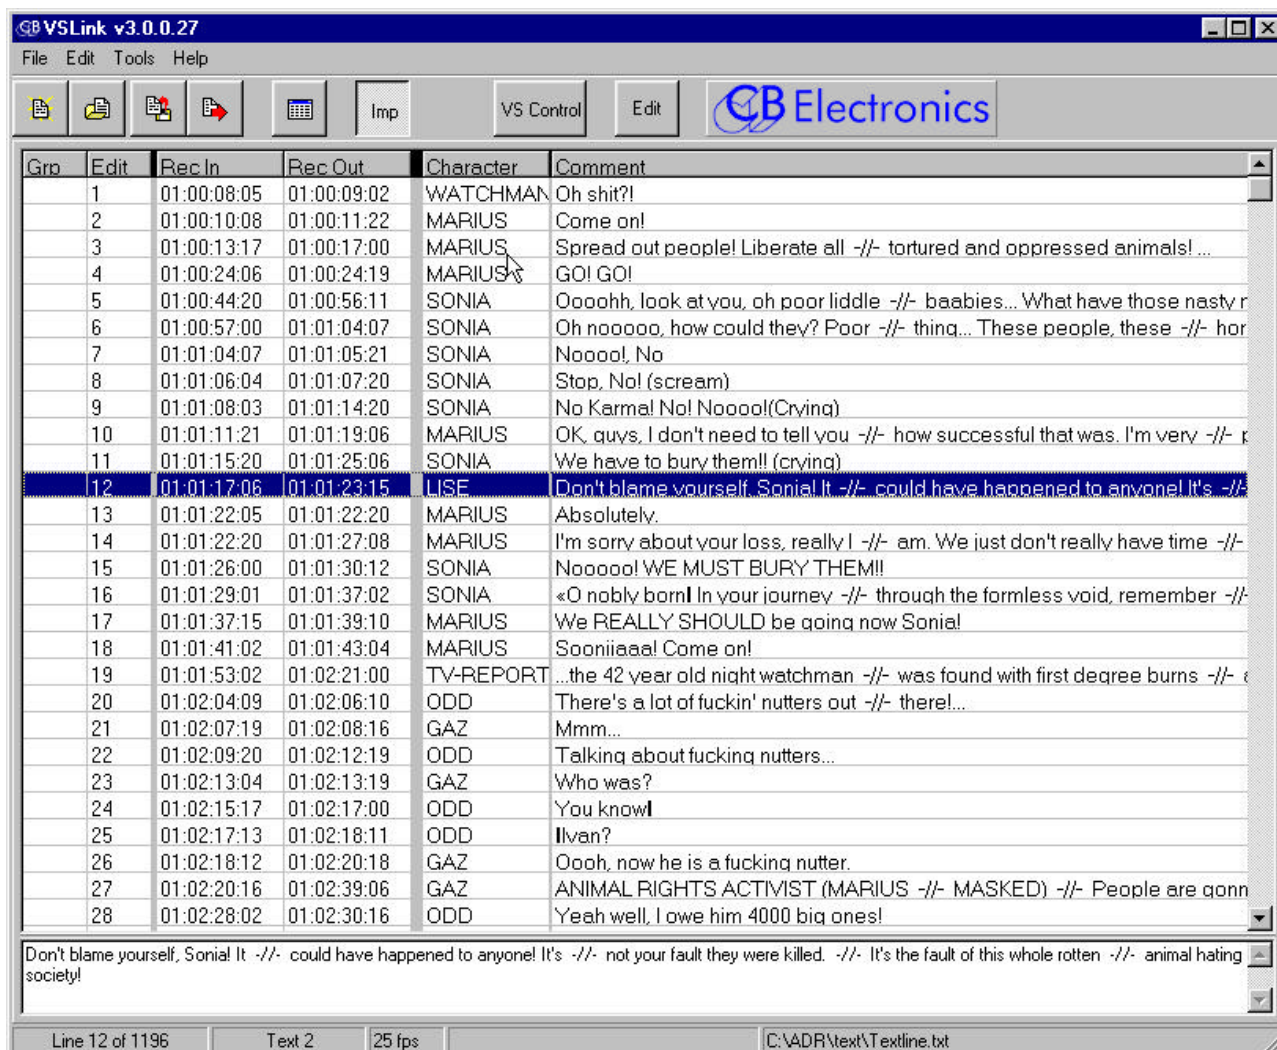 CB VSLink v3.0.0.27
File Edit Tools Help
Imp VS Control Edit CB Electronics
Grp Edit Rec In Rec Out Character Comment
1 01:00:08:05 01:00:09:02 WATCHMAN Oh shit?!
2 01:00:10:08 01:00:11:22 MARIUS Come on!
3 01:00:13:17 01:00:17:00 MARIUS Spread out people! Liberate all -//- tortured and oppressed animals! ...
4 01:00:24:06 01:00:24:19 MARIUS GO! GO!
5 01:00:44:20 01:00:56:11 SONIA Oooohh, look at you, oh poor liddle -//- baabies... What have those nasty
6 01:00:57:00 01:01:04:07 SONIA Oh nooooo, how could they? Poor -//- thing... These people, these -//- hor
7 01:01:04:07 01:01:05:21 SONIA Noooo!, No
8 01:01:06:04 01:01:07:20 SONIA Stop, No! (scream)
9 01:01:08:03 01:01:14:20 SONIA No Karma! No! Noooo!(Crying)
10 01:01:11:21 01:01:19:06 MARIUS OK, guys, I don't need to tell you -//- how successful that was. I'm very -//-
11 01:01:15:20 01:01:25:06 SONIA We have to bury them!! (crying)
12 01:01:17:06 01:01:23:15 LISE Don't blame yourself, Sonia! It -//- could have happened to anyone! It's -//-
13 01:01:22:05 01:01:22:20 MARIUS Absolutely.
14 01:01:22:20 01:01:27:08 MARIUS I'm sorry about your loss, really I -//- am. We just don't really have time -//-
15 01:01:26:00 01:01:30:12 SONIA Nooooo! WE MUST BURY THEM!!
16 01:01:29:01 01:01:37:02 SONIA «O nobly born! In your journey -//- through the formless void, remember -//-
17 01:01:37:15 01:01:39:10 MARIUS We REALLY SHOULD be going now Sonia!
18 01:01:41:02 01:01:43:04 MARIUS Sooniiaaa! Come on!
19 01:01:53:02 01:02:21:00 TV-REPORT ...the 42 year old night watchman -//- was found with first degree burns -//-
20 01:02:04:09 01:02:06:10 ODD There's a lot of fuckin' nutters out -//- there!...
21 01:02:07:19 01:02:08:16 GAZ Mmm...
22 01:02:09:20 01:02:12:19 ODD Talking about fucking nutters...
23 01:02:13:04 01:02:13:19 GAZ Who was?
24 01:02:15:17 01:02:17:00 ODD You know
25 01:02:17:13 01:02:18:11 ODD Ivan?
26 01:02:18:12 01:02:20:18 GAZ Oooh, now he is a fucking nutter.
27 01:02:20:16 01:02:39:06 GAZ ANIMAL RIGHTS ACTIVIST (MARIUS -//- MASKED) -//- People are gonn
28 01:02:28:02 01:02:30:16 ODD Yeah well, I owe him 4000 big ones!
Don't blame yourself, Sonia! It -//- could have happened to anyone! It's -//- not your fault they were killed. -//- It's the fault of this whole rotten -//- animal hating
society!
Line 12 of 1196 Text 2 25 fps C:\ADR\text\Textline.txt